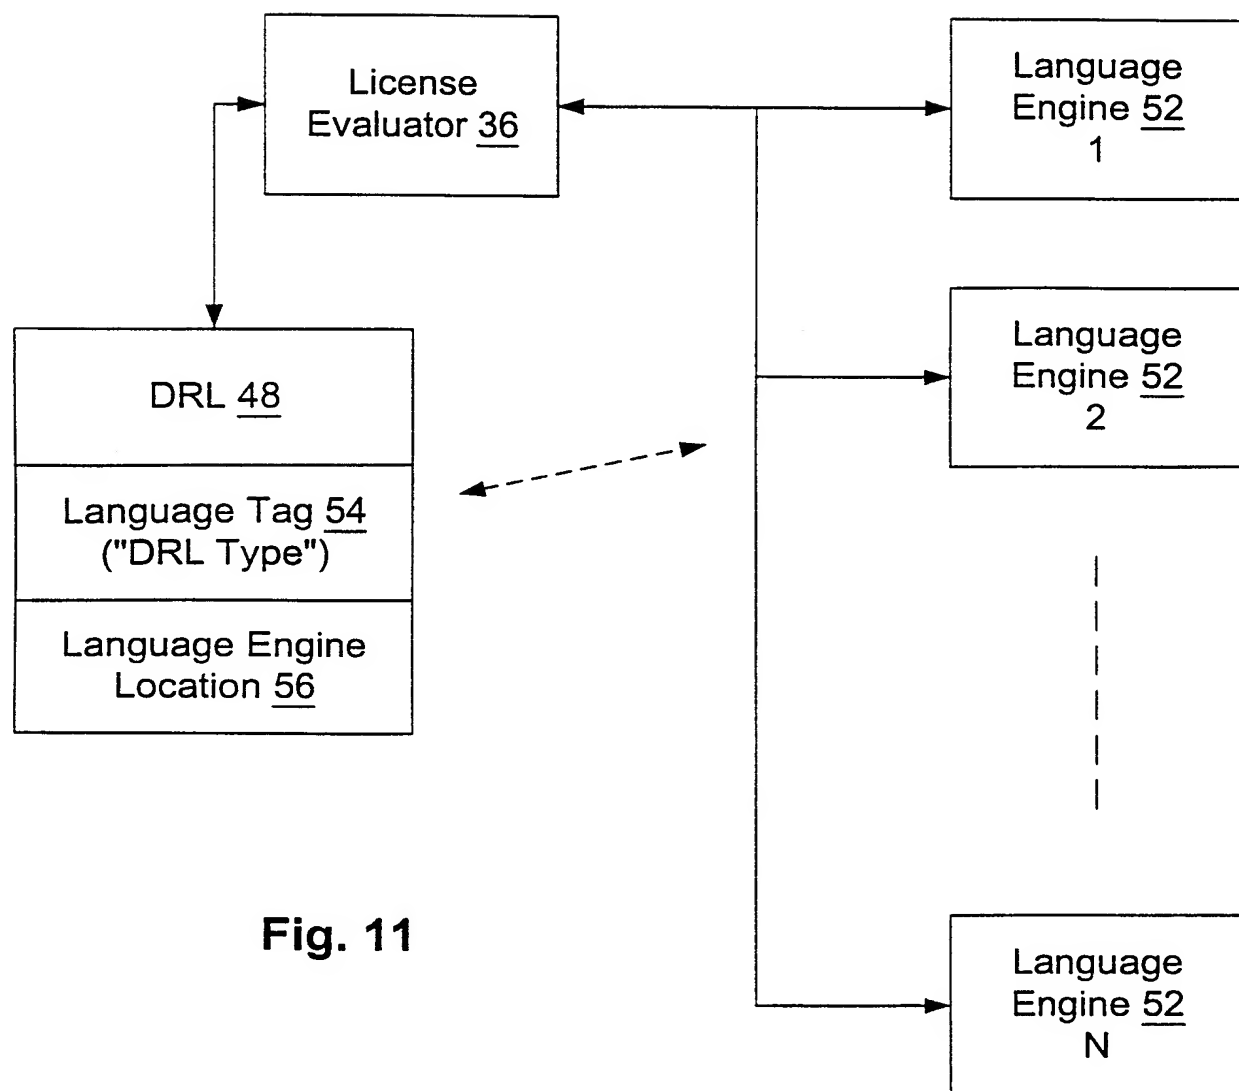 License
Evaluator 36
Language
Engine 52
1
Language
Engine 52
2
DRL 48
Language Tag 54
("DRL Type")
Language Engine
Location 56
Fig. 11
Language
Engine 52
N